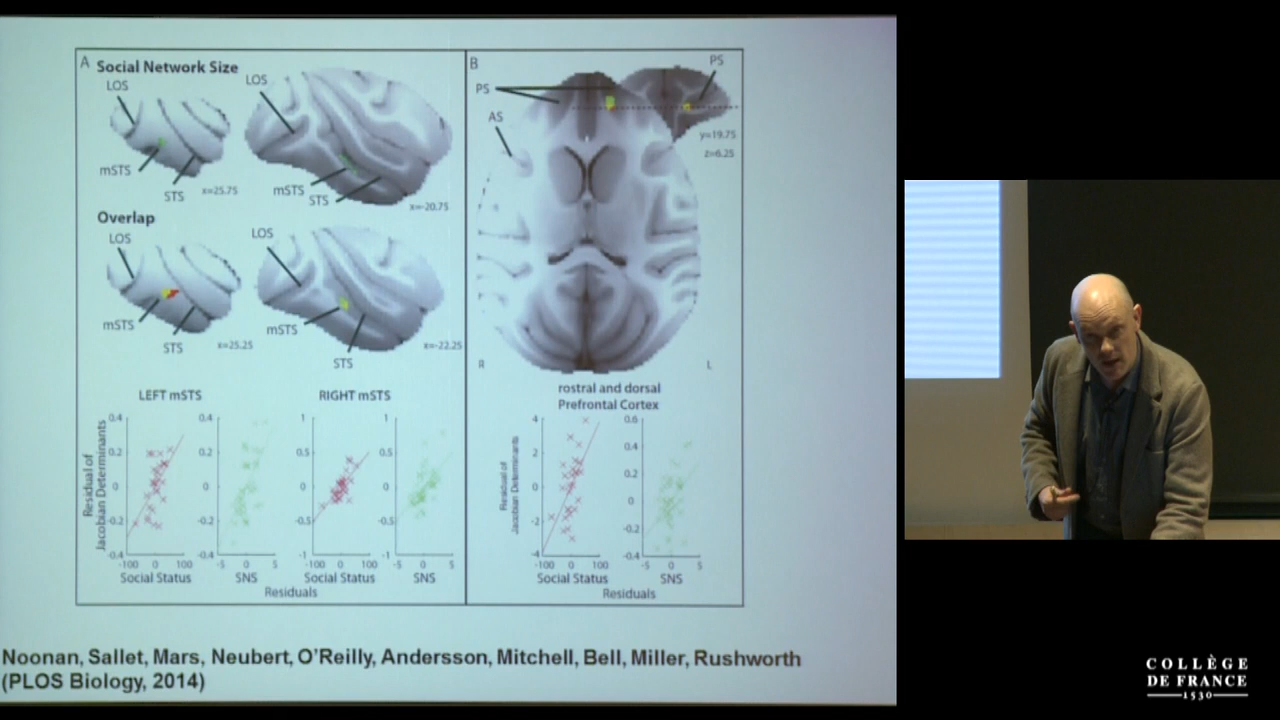 A Social Network Size
LOS
LOS
mSTS
STS
x=25.75
mSTS
STS
x=-20.75
Overlap
LOS
LOS
mSTS
STS
x=25.25
mSTS
STS
x=-22.25
LEFT mSTS
RIGHT mSTS
Residual of
Jacobian Determinants
0.4
0.2
0
-0.2
-0.4
-100 0 100
Social Status
0.4
0.2
0
-0.2
-0.4
-5 0 5
SNS
1
0.5
0
-0.5
-1
-100 0 100
Social Status
1
0.5
0
-0.5
-1
-5 0 5
SNS
Residuals
B
PS
PS
AS
y=19.75
z=6.25
R
L
rostral and dorsal
Prefrontal Cortex
Residual of
Jacobian Determinants
4
2
0
-2
-4
-100 0 100
Social Status
0.6
0.4
0.2
0
-0.2
-0.4
-5 0 5
SNS
Residuals
Noonan, Sallet, Mars, Neubert, O'Reilly, Andersson, Mitchell, Bell, Miller, Rushworth
(PLOS Biology, 2014)
COLLÈGE
DE FRANCE
1530